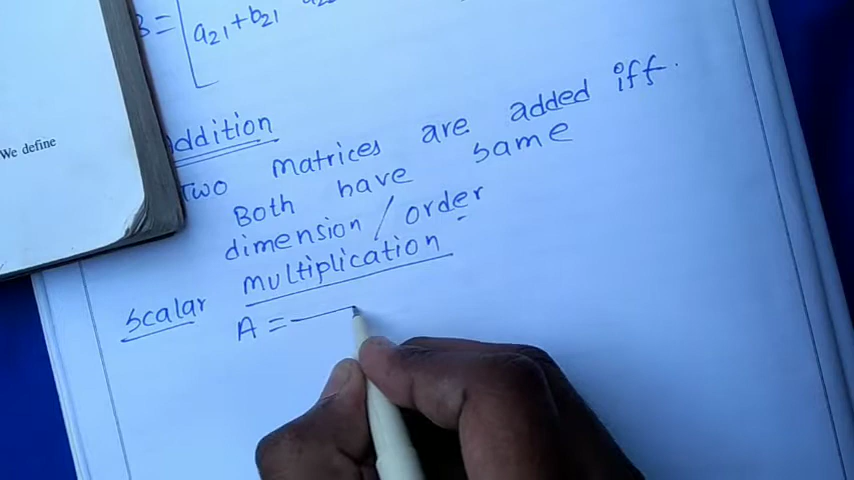 B = [ a21 + b21
We define
addition
Two matrices are added iff.
Both have same
dimension / order
Scalar multiplication
A =